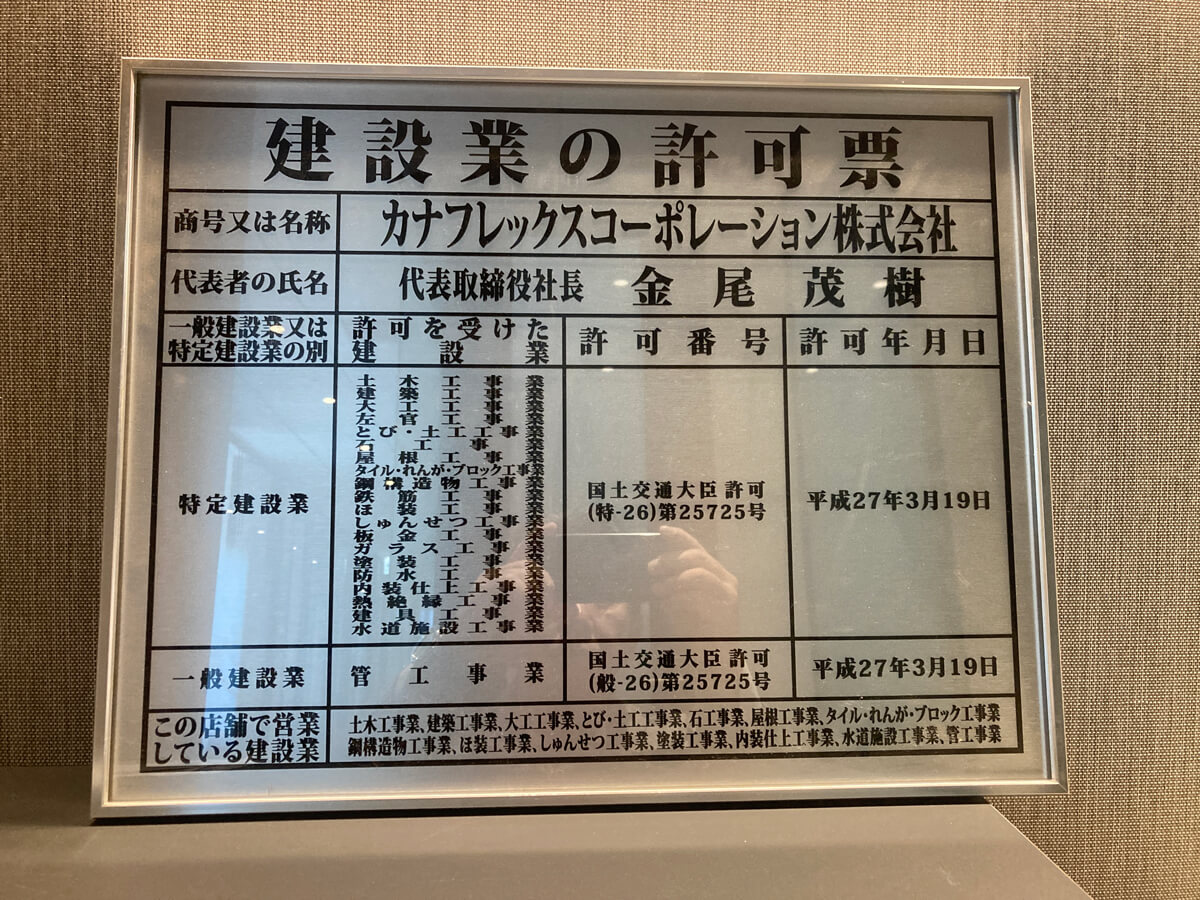 建設業の許可票
商号又は名称
カナフレックスコーポレーション株式会社
代表者の氏名
代表取締役社長 金尾茂樹
一般建設業又は
特定建設業の別
許可を受けた
建設業
許可番号
許可年月日
特定建設業
土木工事業
建築工事業
大工工事業
左官工事業
とび・土工工事業
石工事業
屋根工事業
タイル・れんが・ブロック工事業
鋼構造物工事業
鉄筋工事業
ほ装工事業
しゅんせつ工事業
板金工事業
ガラス工事業
塗装工事業
防水工事業
内装仕上工事業
熱絶縁工事業
建具工事業
水道施設工事業
国土交通大臣許可
(特-26)第25725号
平成27年3月19日
一般建設業
管工事業
国土交通大臣許可
(般-26)第25725号
平成27年3月19日
この店舗で営業
している建設業
土木工事業、建築工事業、大工工事業、とび・土工工事業、石工事業、屋根工事業、タイル・れんが・ブロック工事業
鋼構造物工事業、ほ装工事業、しゅんせつ工事業、塗装工事業、内装仕上工事業、水道施設工事業、管工事業